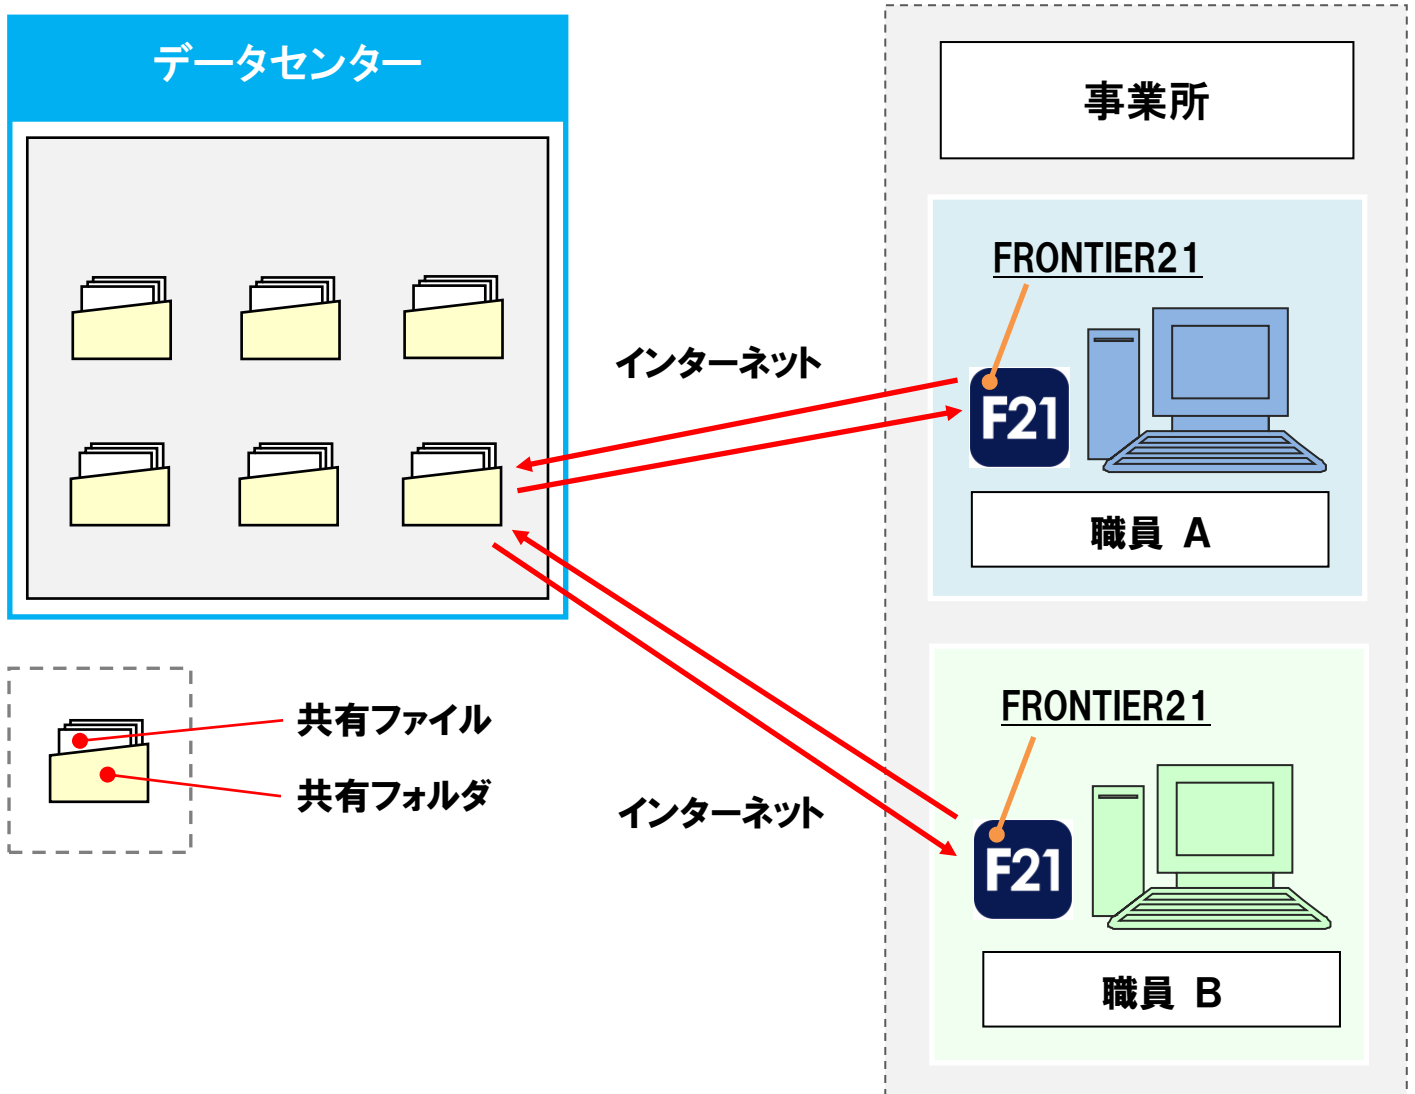 データセンター
事業所
FRONTIER21
インターネット
F21
職員 A
共有ファイル
共有フォルダ
FRONTIER21
インターネット
F21
職員 B